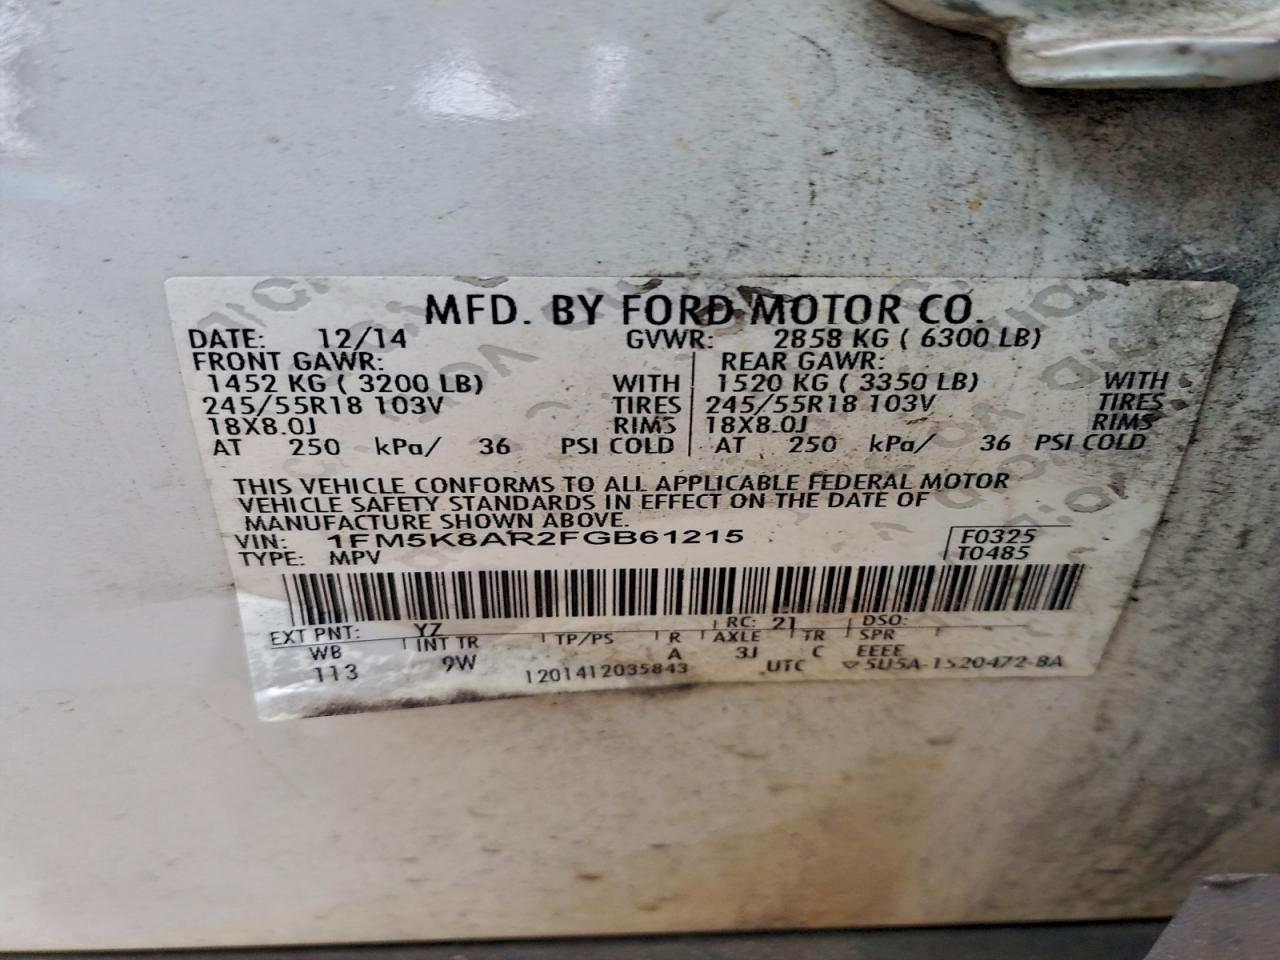 MFD. BY FORD MOTOR CO.
DATE: 12/14 GVWR: 2858 KG ( 6300 LB)
FRONT GAWR: REAR GAWR:
1452 KG ( 3200 LB) WITH 1520 KG ( 3350 LB) WITH
245/55R18 103V TIRES 245/55R18 103V TIRES
18X8.0J RIMS 18X8.0J RIMS
AT 250 kPa/ 36 PSI COLD AT 250 kPa/ 36 PSI COLD
THIS VEHICLE CONFORMS TO ALL APPLICABLE FEDERAL MOTOR
VEHICLE SAFETY STANDARDS IN EFFECT ON THE DATE OF
MANUFACTURE SHOWN ABOVE.
VIN: 1FM5K8AR2FGB61215 F0325
TYPE: MPV T0485
EXT PNT: YZ RC: 21 DSO:
WB INT TR TP/PS R AXLE TR SPR
113 9W A 3J C EEEE
1201412035843 UTC 5U5A-1520472-BA